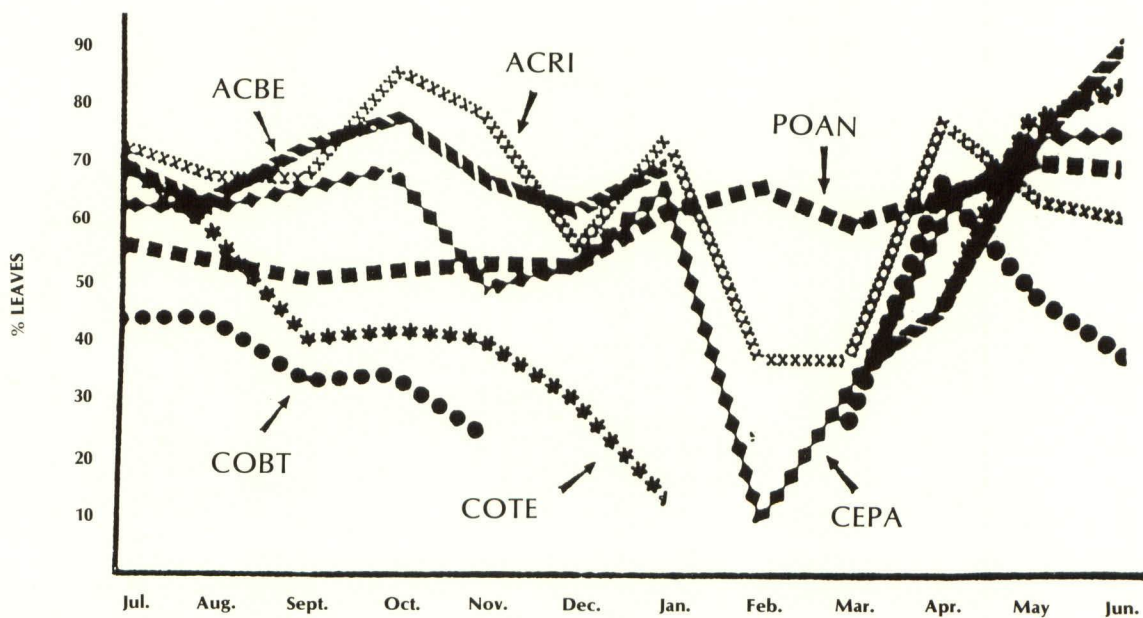 % LEAVES
90
80
70
60
50
40
30
20
10
ACBE
ACRI
POAN
COBT
COTE
CEPA
Jul. Aug. Sept. Oct. Nov. Dec. Jan. Feb. Mar. Apr. May Jun.